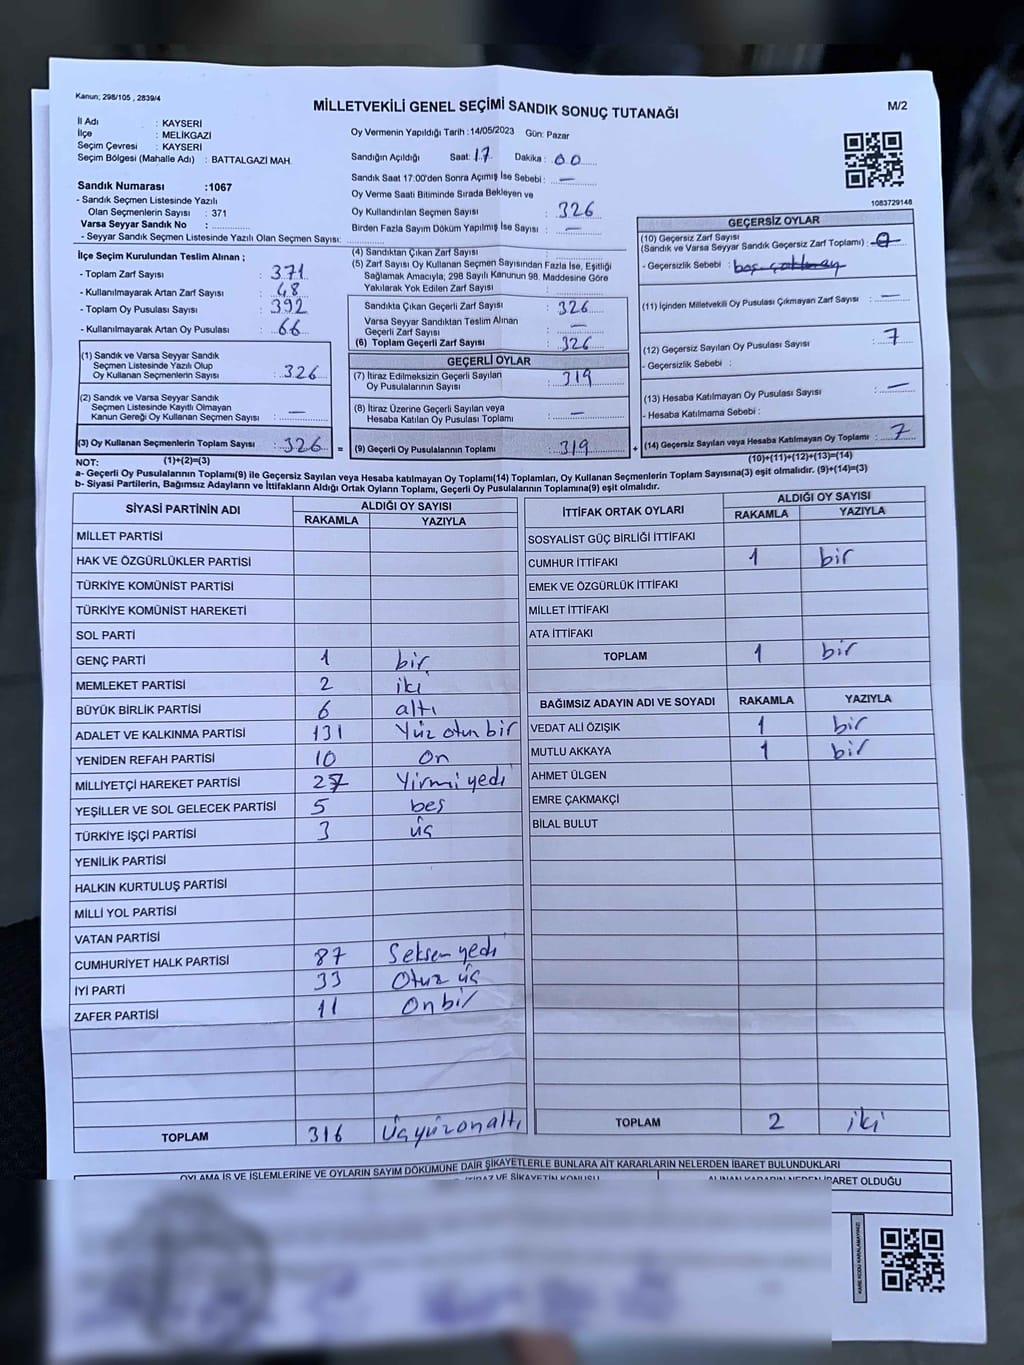 Kanun; 298/105 , 2839/4
MİLLETVEKİLİ GENEL SEÇİMİ SANDIK SONUÇ TUTANAĞI
M/2
İl Adı : KAYSERİ
İlçe : MELİKGAZİ
Seçim Çevresi : KAYSERİ
Seçim Bölgesi (Mahalle Adı) : BATTALGAZİ MAH.
Sandık Numarası :1067
- Sandık Seçmen Listesinde Yazılı
Olan Seçmenlerin Sayısı : 371
Varsa Seyyar Sandık No :
- Seyyar Sandık Seçmen Listesinde Yazılı Olan Seçmen Sayısı:
Oy Vermenin Yapıldığı Tarih :14/05/2023 Gün: Pazar
Sandığın Açıldığı Saat: 17 Dakika : 00
Sandık Saat 17.00'den Sonra Açımış İse Sebebi : —
Oy Verme Saati Bitiminde Sırada Bekleyen ve
Oy Kullandırılan Seçmen Sayısı : 326
Birden Fazla Sayım Döküm Yapılmış İse Sayısı : —
1083729148
İlçe Seçim Kurulundan Teslim Alınan ;
- Toplam Zarf Sayısı : 371
- Kullanılmayarak Artan Zarf Sayısı : 48
- Toplam Oy Pusulası Sayısı : 392
- Kullanılmayarak Artan Oy Pusulası : 66
(1) Sandık ve Varsa Seyyar Sandık
Seçmen Listesinde Yazılı Olup
Oy Kullanan Seçmenlerin Sayısı : 326
(2) Sandık ve Varsa Seyyar Sandık
Seçmen Listesinde Kayıtlı Olmayan
Kanun Gereği Oy Kullanan Seçmen Sayısı : —
(3) Oy Kullanan Seçmenlerin Toplam Sayısı : 326 =
(1)+(2)=(3)
(4) Sandıktan Çıkan Zarf Sayısı :
(5) Zarf Sayısı Oy Kullanan Seçmen Sayısından Fazla İse, Eşitliği
Sağlamak Amacıyla; 298 Sayılı Kanunun 98. Maddesine Göre
Yakılarak Yok Edilen Zarf Sayısı :
Sandıkta Çıkan Geçerli Zarf Sayısı : 326
Varsa Seyyar Sandıktan Teslim Alınan
Geçerli Zarf Sayısı : —
(6) Toplam Geçerli Zarf Sayısı : 326
GEÇERLİ OYLAR
(7) İtiraz Edilmeksizin Geçerli Sayılan
Oy Pusulalarının Sayısı : 319
(8) İtiraz Üzerine Geçerli Sayılan veya
Hesaba Katılan Oy Pusulası Toplamı : —
(9) Geçerli Oy Pusulalarının Toplamı : 319 +
GEÇERSİZ OYLAR
(10) Geçersiz Zarf Sayısı
(Sandık ve Varsa Seyyar Sandık Geçersiz Zarf Toplamı) :
- Geçersizlik Sebebi :
(11) İçinden Milletvekili Oy Pusulası Çıkmayan Zarf Sayısı : —
(12) Geçersiz Sayılan Oy Pusulası Sayısı : 7
- Geçersizlik Sebebi :
(13) Hesaba Katılmayan Oy Pusulası Sayısı : —
- Hesaba Katılmama Sebebi :
(14) Geçersiz Sayılan veya Hesaba Katılmayan Oy Toplamı : 7
(10)+(11)+(12)+(13)=(14)
NOT:
a- Geçerli Oy Pusulalarının Toplamı(9) ile Geçersiz Sayılan veya Hesaba katılmayan Oy Toplamı(14) Toplamları, Oy Kullanan Seçmenlerin Toplam Sayısına(3) eşit olmalıdır. (9)+(14)=(3)
b- Siyasi Partilerin, Bağımsız Adayların ve İttifakların Aldığı Ortak Oyların Toplamı, Geçerli Oy Pusulalarının Toplamına(9) eşit olmalıdır.
SİYASİ PARTİNİN ADI ALDIĞI OY SAYISI
RAKAMLA YAZIYLA
MİLLET PARTİSİ
HAK VE ÖZGÜRLÜKLER PARTİSİ
TÜRKİYE KOMÜNİST PARTİSİ
TÜRKİYE KOMÜNİST HAREKETİ
SOL PARTİ
GENÇ PARTİ 1 bir
MEMLEKET PARTİSİ 2 iki
BÜYÜK BİRLİK PARTİSİ 6 altı
ADALET VE KALKINMA PARTİSİ 131 Yüz otuz bir
YENİDEN REFAH PARTİSİ 10 On
MİLLİYETÇİ HAREKET PARTİSİ 27 Yirmi yedi
YEŞİLLER VE SOL GELECEK PARTİSİ 5 beş
TÜRKİYE İŞÇİ PARTİSİ 3 üç
YENİLİK PARTİSİ
HALKIN KURTULUŞ PARTİSİ
MİLLİ YOL PARTİSİ
VATAN PARTİSİ
CUMHURİYET HALK PARTİSİ 87 Seksen yedi
İYİ PARTİ 33 Otuz üç
ZAFER PARTİSİ 11 On bir
TOPLAM 316 Üçyüzonaltı
İTTİFAK ORTAK OYLARI ALDIĞI OY SAYISI
RAKAMLA YAZIYLA
SOSYALİST GÜÇ BİRLİĞİ İTTİFAKI
CUMHUR İTTİFAKI 1 bir
EMEK VE ÖZGÜRLÜK İTTİFAKI
MİLLET İTTİFAKI
ATA İTTİFAKI
TOPLAM 1 bir
BAĞIMSIZ ADAYIN ADI VE SOYADI RAKAMLA YAZIYLA
VEDAT ALİ ÖZIŞIK 1 bir
MUTLU AKKAYA 1 bir
AHMET ÜLGEN
EMRE ÇAKMAKÇİ
BİLAL BULUT
TOPLAM 2 iki
OYLAMA İŞ VE İŞLEMLERİNE VE OYLARIN SAYIM DÖKÜMÜNE DAİR ŞİKAYETLERLE BUNLARA AİT KARARLARIN NELERDEN İBARET BULUNDUKLARI
İTİRAZ VE ŞİKAYETİN KONUSU
ALINAN KARARIN NEDEN İBARET OLDUĞU
KARE KODU KARALAMAYINIZ!